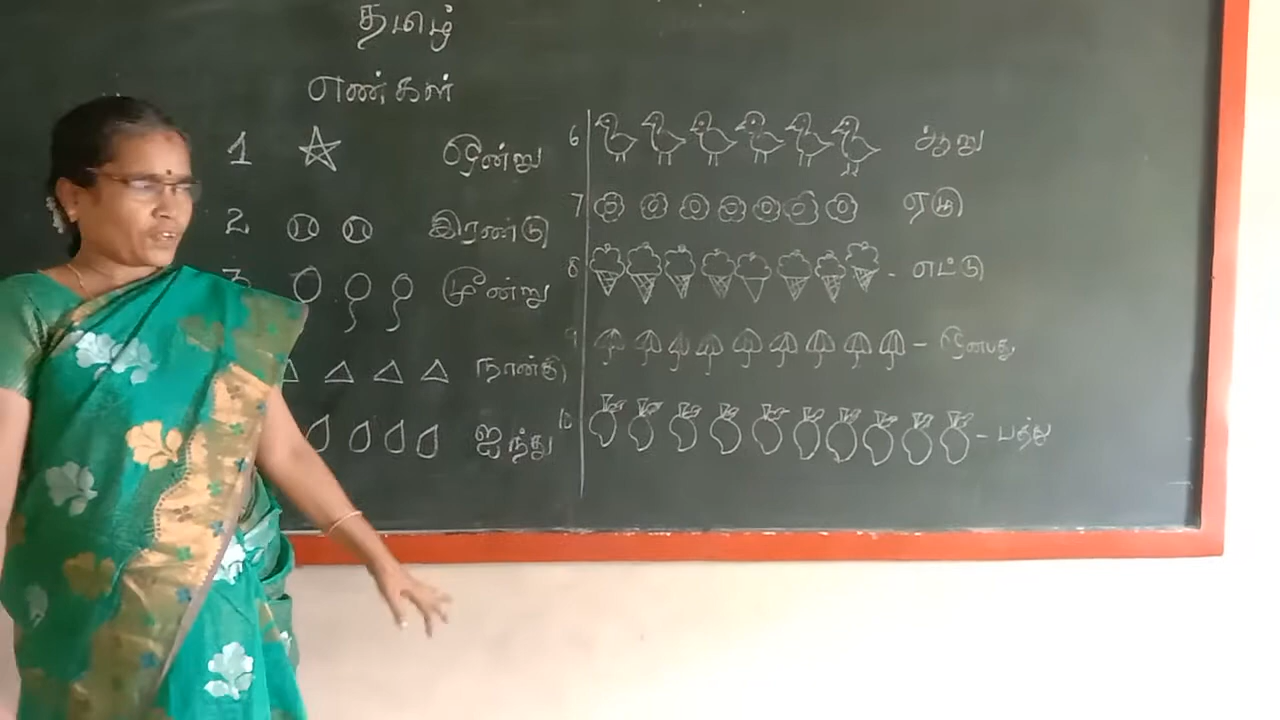 தமிழ்
எண்கள்
1 ஒன்று
2 இரண்டு
3 மூன்று
நான்கு
ஐந்து
6 ஆறு
7 ஏழு
8 - எட்டு
9 - ஒன்பது
10 - பத்து